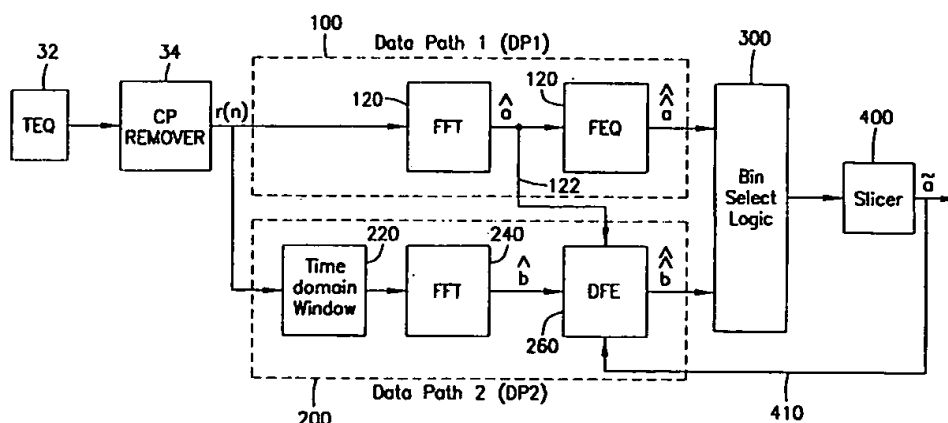 100
Data Path 1 (DP1)
32
34
300
120
120
TEQ
CP
REMOVER
r(n)
FFT
^
a
FEQ
^
^
a
400
122
Bin
Select
Logic
Slicer
~
a
220
240
Time
domain
Window
FFT
^
b
DFE
^
^
b
260
200
Data Path 2 (DP2)
410